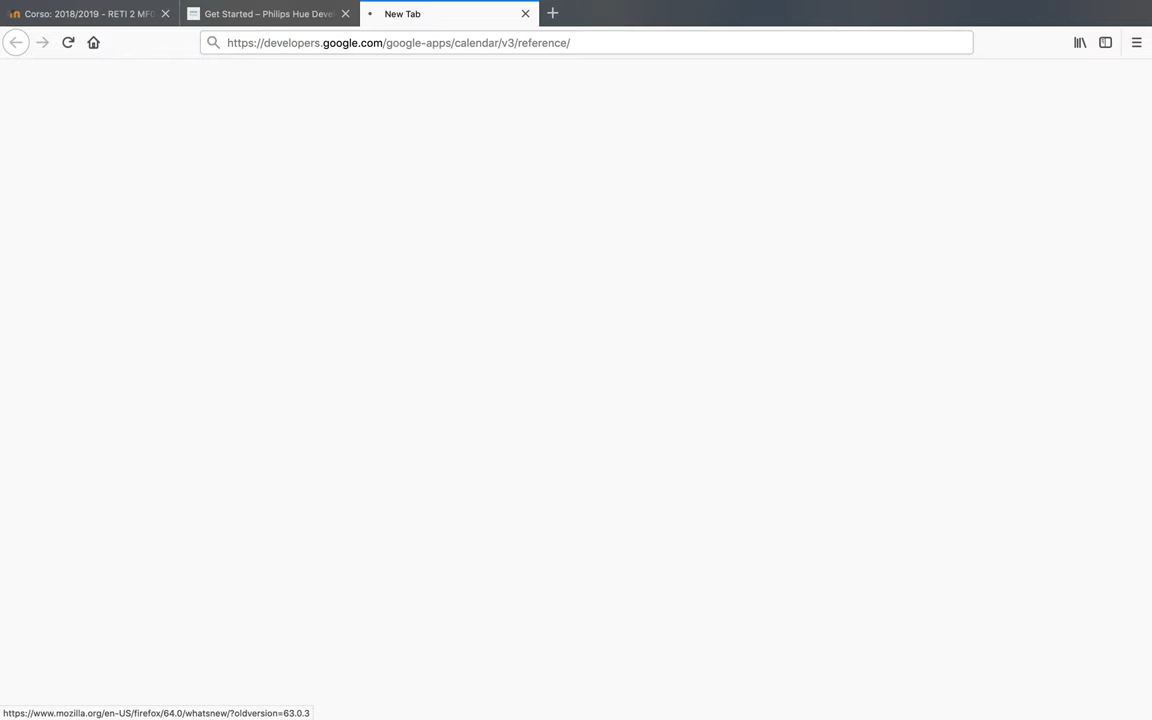 Corso: 2018/2019 - RETI 2 MFC
Get Started – Philips Hue Deve
New Tab
https://developers.google.com/google-apps/calendar/v3/reference/
https://www.mozilla.org/en-US/firefox/64.0/whatsnew/?oldversion=63.0.3